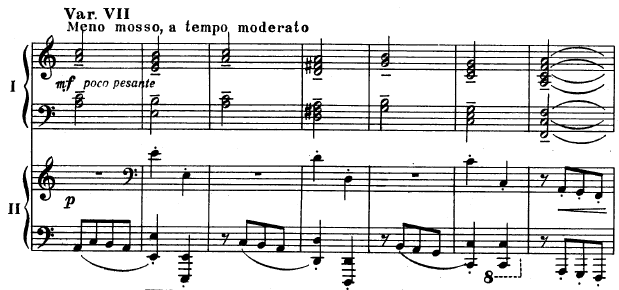 Var. VII
Meno mosso, a tempo moderato
I
mf poco pesante
II
p
8